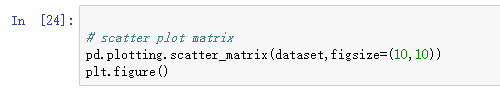 In [24]:
# scatter plot matrix
pd.plotting.scatter_matrix(dataset,figsize=(10,10))
plt.figure()